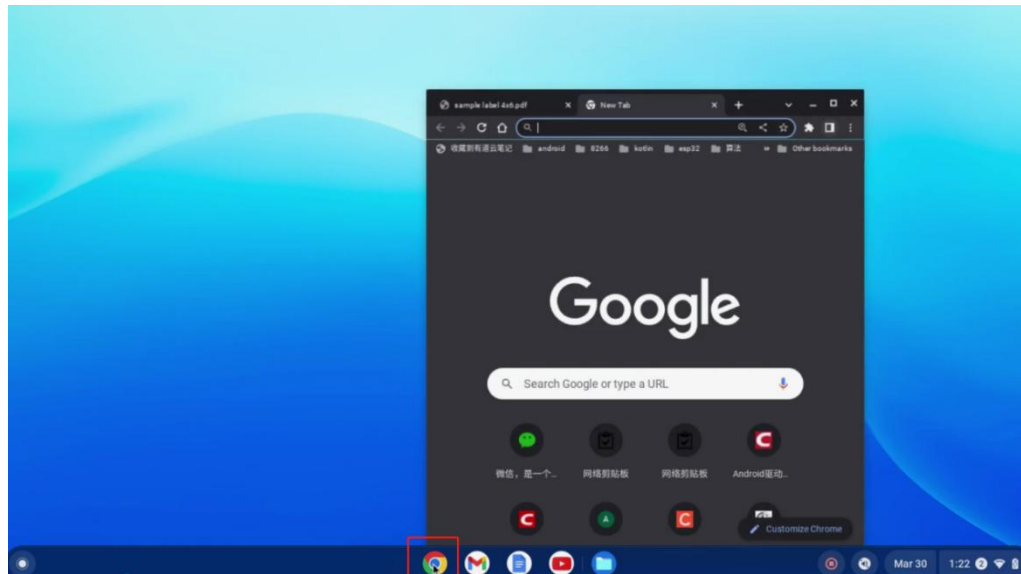 sample label 4x6.pdf
New Tab
收藏到有道云笔记
android
8266
kotlin
esp32
算法
»
Other bookmarks
Google
Search Google or type a URL
微信，是一个…
网络剪贴板
网络剪贴板
Android驱动…
A
Customize Chrome
Mar 30
1:22
2